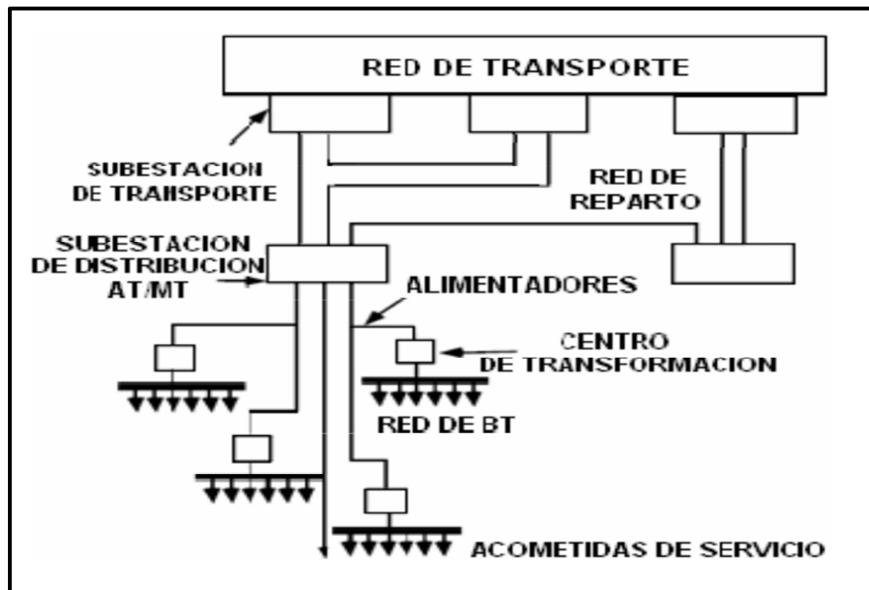 RED DE TRANSPORTE
SUBESTACION
DE TRANSPORTE
RED DE
REPARTO
SUBESTACION
DE DISTRIBUCION
AT/MT
ALIMENTADORES
CENTRO
DE TRANSFORMACION
RED DE BT
ACOMETIDAS DE SERVICIO